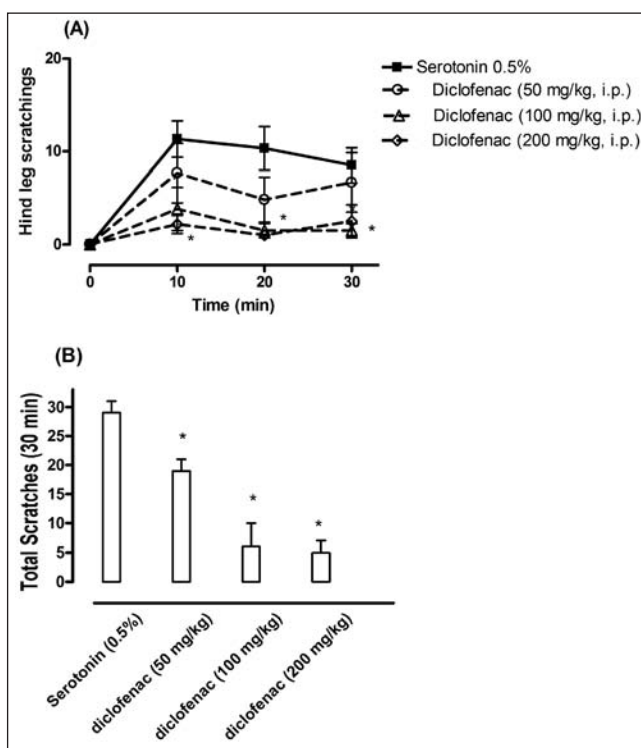 (A)
20
10
0
Hind leg scratchings
0 10 20 30
Time (min)
* * *
Serotonin 0.5%
Diclofenac (50 mg/kg, i.p.)
Diclofenac (100 mg/kg, i.p.)
Diclofenac (200 mg/kg, i.p.)
(B)
30
25
20
15
10
5
0
Total Scratches (30 min)
* * *
Serotonin (0.5%)
diclofenac (50 mg/kg)
diclofenac (100 mg/kg)
diclofenac (200 mg/kg)